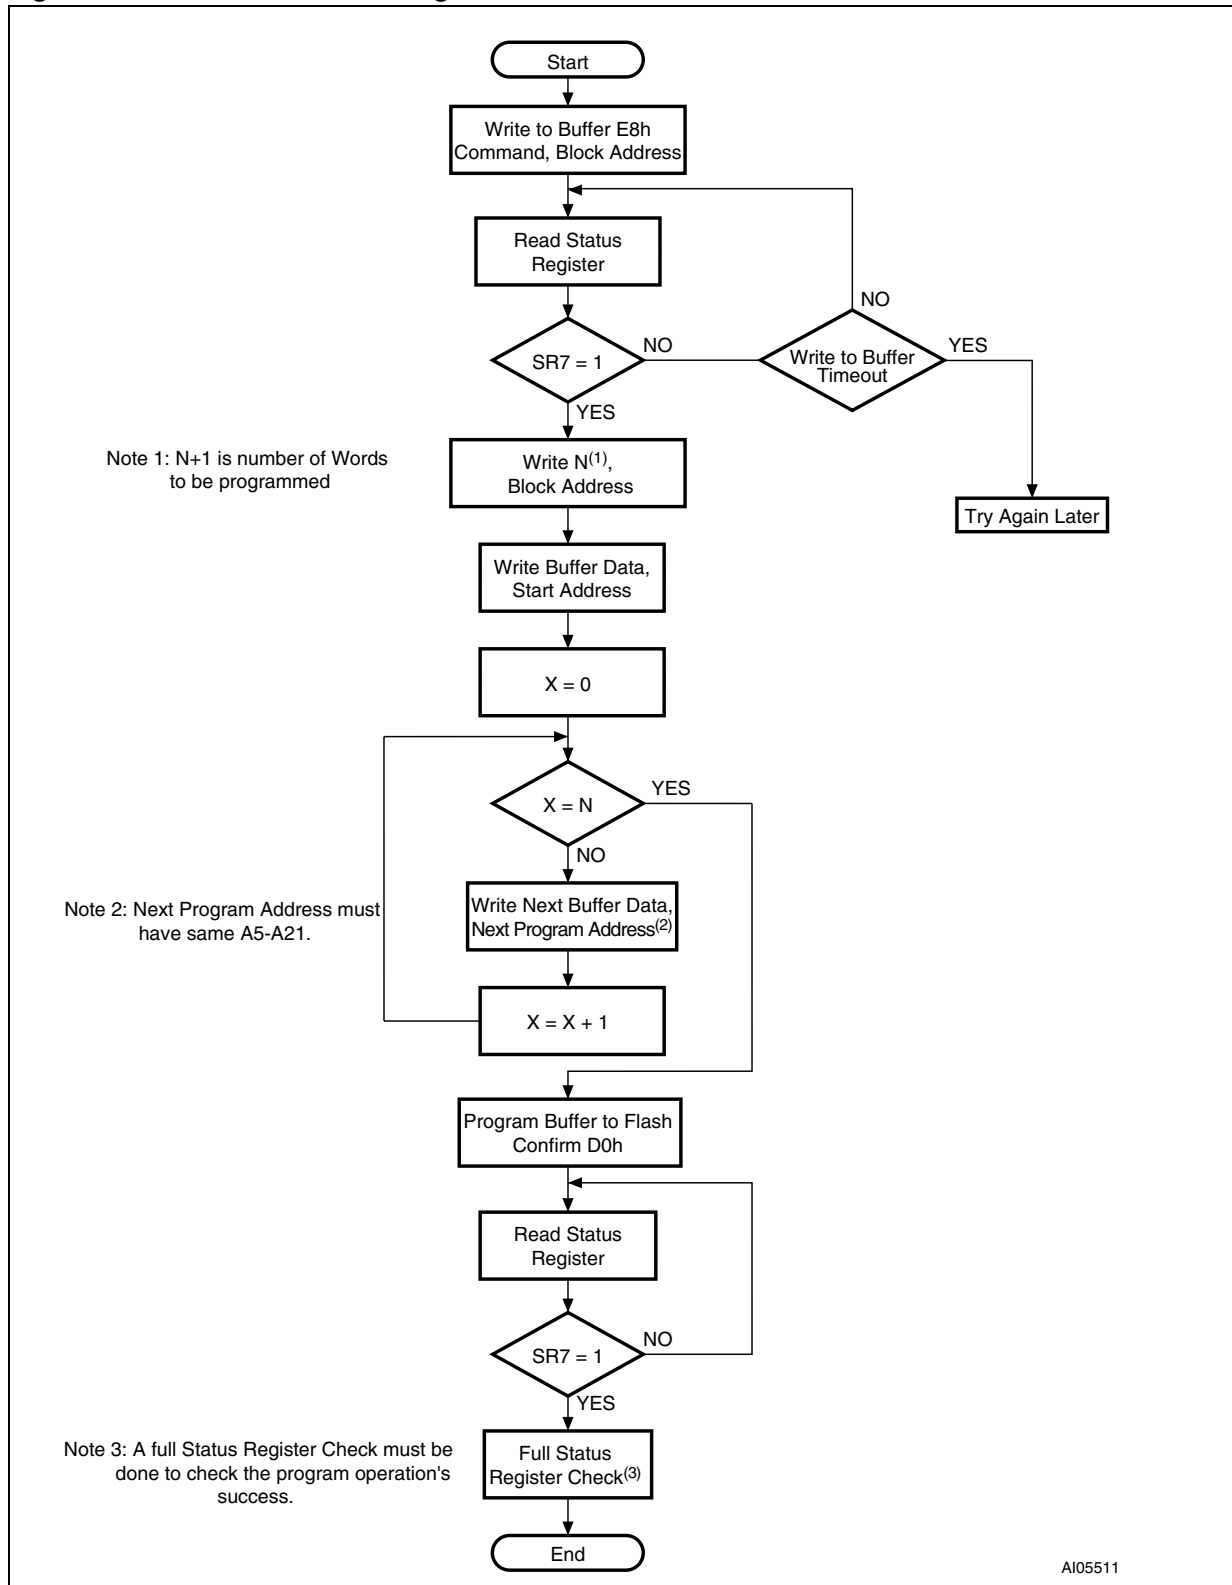 Start
Write to Buffer E8h
Command, Block Address
Read Status
Register
NO
SR7 = 1
NO
Write to Buffer
Timeout
YES
YES
Note 1: N+1 is number of Words
to be programmed
Write N(1),
Block Address
Try Again Later
Write Buffer Data,
Start Address
X = 0
X = N
YES
NO
Note 2: Next Program Address must
have same A5-A21.
Write Next Buffer Data,
Next Program Address(2)
X = X + 1
Program Buffer to Flash
Confirm D0h
Read Status
Register
SR7 = 1
NO
YES
Note 3: A full Status Register Check must be
done to check the program operation's
success.
Full Status
Register Check(3)
End
AI05511